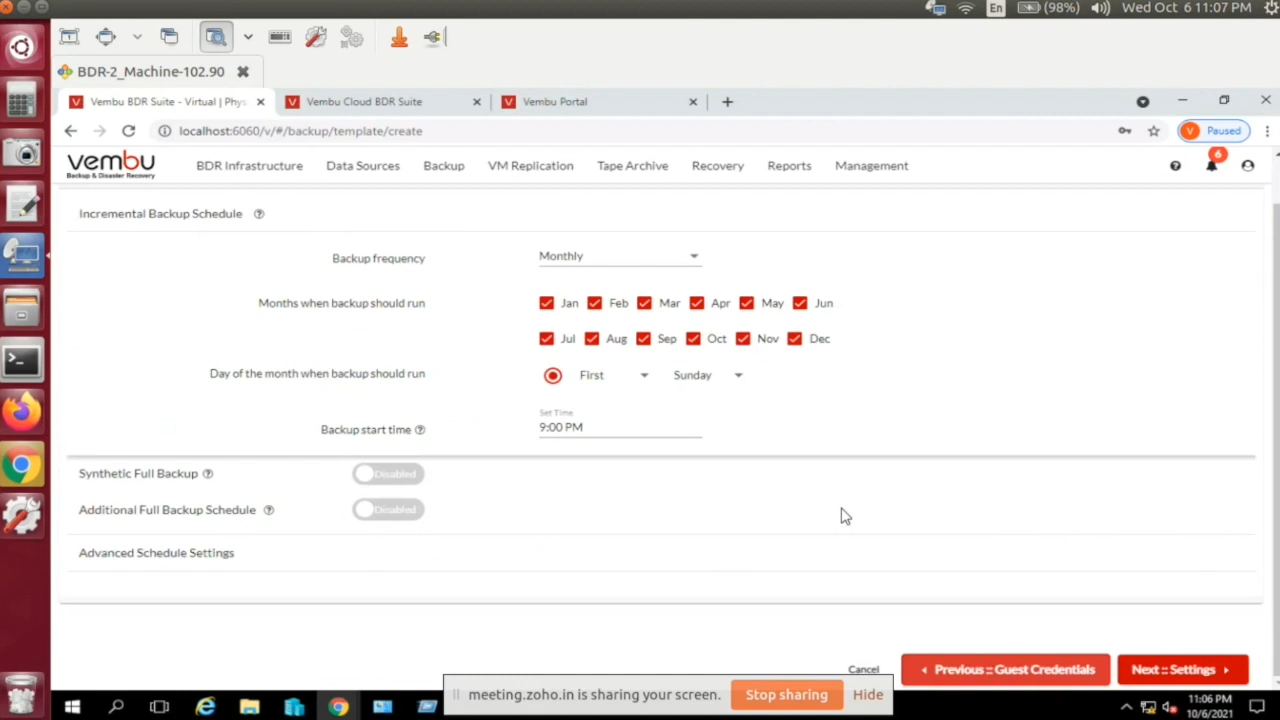 En (98%) Wed Oct 6 11:07 PM
BDR-2_Machine-102.90
Vembu BDR Suite - Virtual | Phys
Vembu Cloud BDR Suite
Vembu Portal
localhost:6060/v/#/backup/template/create
V Paused
vembu
Backup & Disaster Recovery
BDR Infrastructure Data Sources Backup VM Replication Tape Archive Recovery Reports Management
6
Incremental Backup Schedule
Backup frequency Monthly
Months when backup should run Jan Feb Mar Apr May Jun
Jul Aug Sep Oct Nov Dec
Day of the month when backup should run First Sunday
Set Time
Backup start time 9:00 PM
Synthetic Full Backup Disabled
Additional Full Backup Schedule Disabled
Advanced Schedule Settings
Cancel Previous :: Guest Credentials Next :: Settings
meeting.zoho.in is sharing your screen. Stop sharing Hide
11:06 PM
10/6/2021